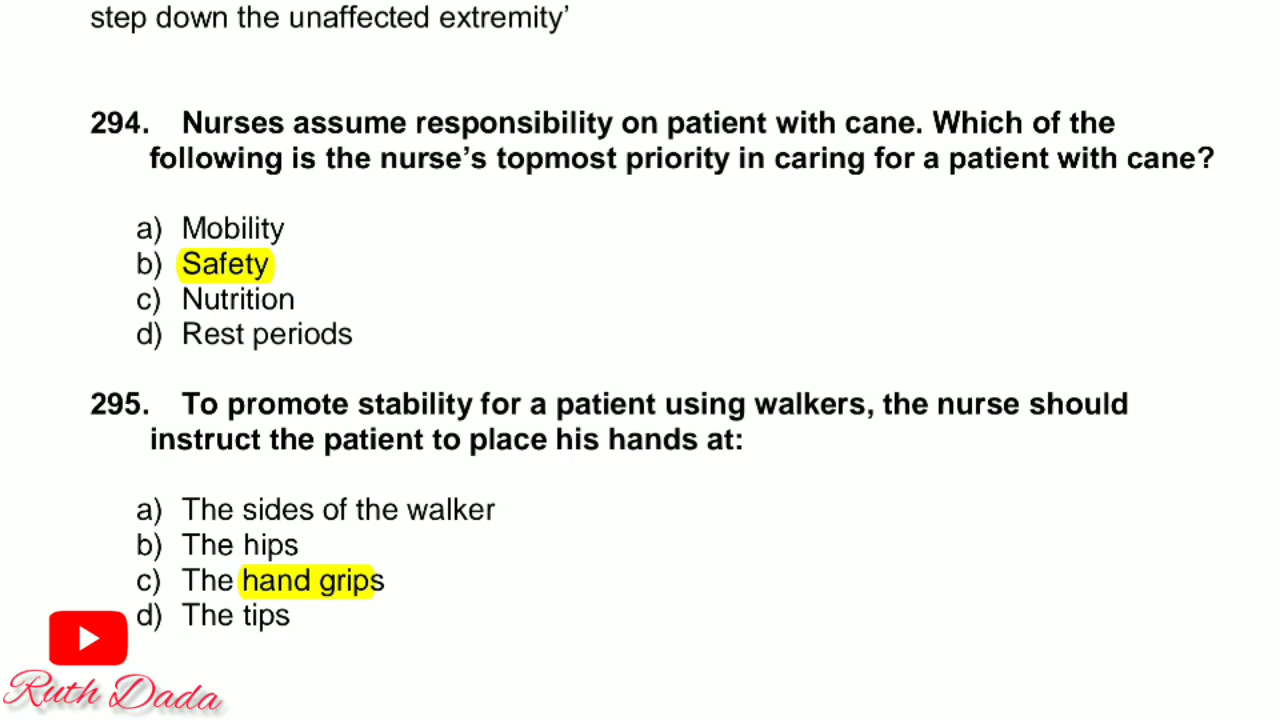 step down the unaffected extremity’
294. Nurses assume responsibility on patient with cane. Which of the
following is the nurse’s topmost priority in caring for a patient with cane?
a) Mobility
b) Safety
c) Nutrition
d) Rest periods
295. To promote stability for a patient using walkers, the nurse should
instruct the patient to place his hands at:
a) The sides of the walker
b) The hips
c) The hand grips
d) The tips
Ruth Dada